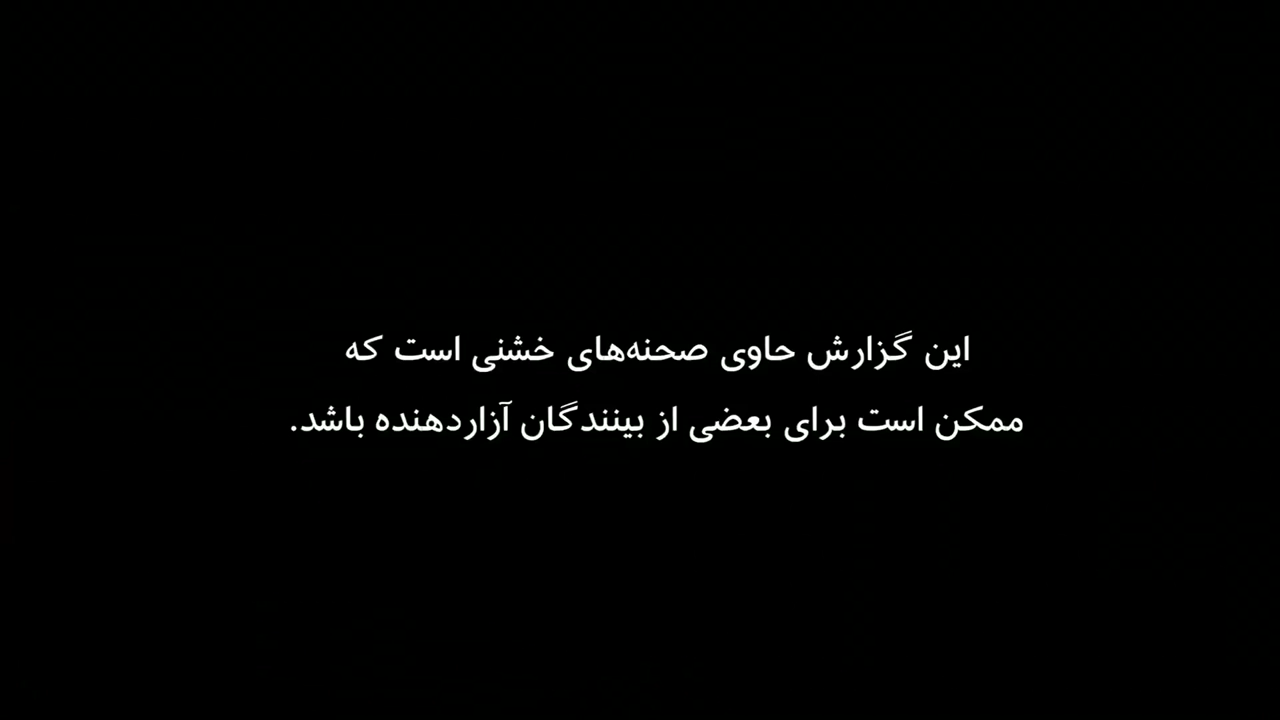 این گزارش حاوی صحنه‌های خشنی است که
ممکن است برای بعضی از بینندگان آزاردهنده باشد.